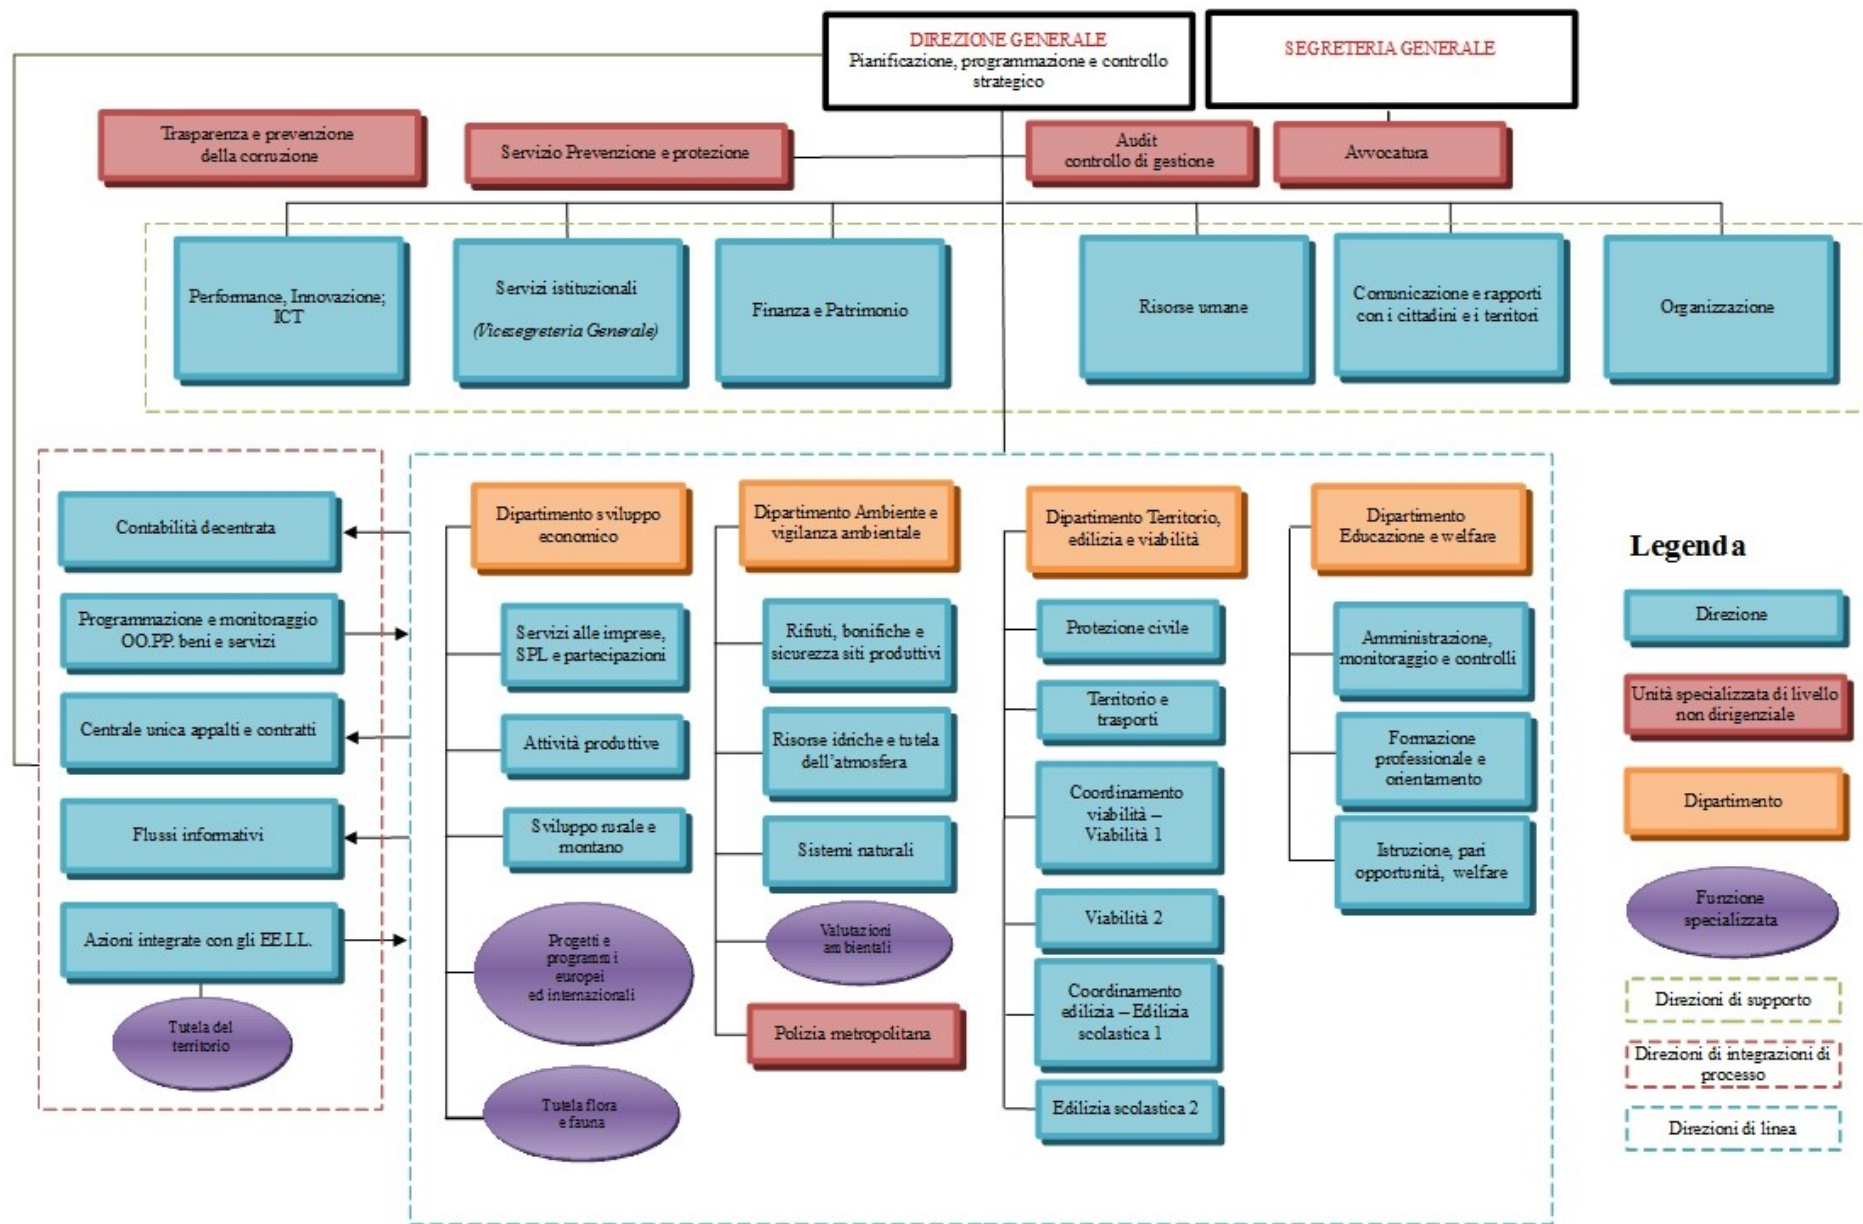 DIREZIONE GENERALE
Pianificazione, programmazione e controllo
strategico
SEGRETERIA GENERALE
Trasparenza e prevenzione
della corruzione
Servizio Prevenzione e protezione
Audit
controllo di gestione
Avvocatura
Performance, Innovazione;
ICT
Servizi istituzionali
(Vicesegreteria Generale)
Finanza e Patrimonio
Risorse umane
Comunicazione e rapporti
con i cittadini e i territori
Organizzazione
Contabilità decentrata
Programmazione e monitoraggio
OO.PP. beni e servizi
Centrale unica appalti e contratti
Flussi informativi
Azioni integrate con gli EE.LL.
Tutela del
territorio
Dipartimento sviluppo
economico
Servizi alle imprese,
SPL e partecipazioni
Attività produttive
Sviluppo rurale e
montano
Progetti e
programmi
europei
ed internazionali
Tutela flora
e fauna
Dipartimento Ambiente e
vigilanza ambientale
Rifiuti, bonifiche e
sicurezza siti produttivi
Risorse idriche e tutela
dell’atmosfera
Sistemi naturali
Valutazioni
ambientali
Polizia metropolitana
Dipartimento Territorio,
edilizia e viabilità
Protezione civile
Territorio e
trasporti
Coordinamento
viabilità –
Viabilità 1
Viabilità 2
Coordinamento
edilizia – Edilizia
scolastica 1
Edilizia scolastica 2
Dipartimento
Educazione e welfare
Amministrazione,
monitoraggio e controlli
Formazione
professionale e
orientamento
Istruzione, pari
opportunità, welfare
Legenda
Direzione
Unità specializzata di livello
non dirigenziale
Dipartimento
Funzione
specializzata
Direzioni di supporto
Direzioni di integrazioni di
processo
Direzioni di linea